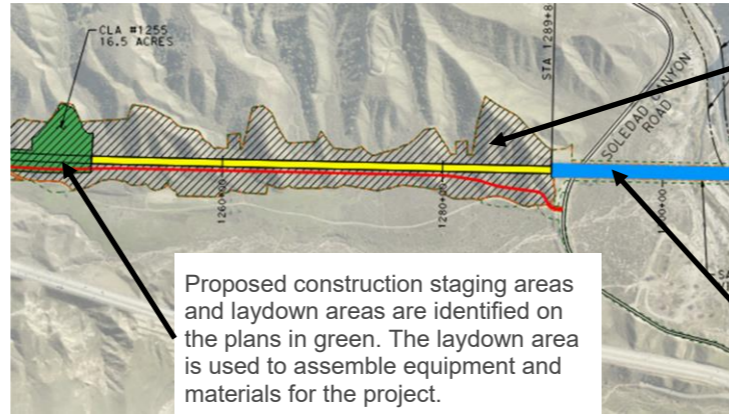 CLA #1255
16.5 ACRES
STA 1289+8
SOLEDAD CANYON
ROAD
1260+00
1280+00
Proposed construction staging areas
and laydown areas are identified on
the plans in green. The laydown area
is used to assemble equipment and
materials for the project.